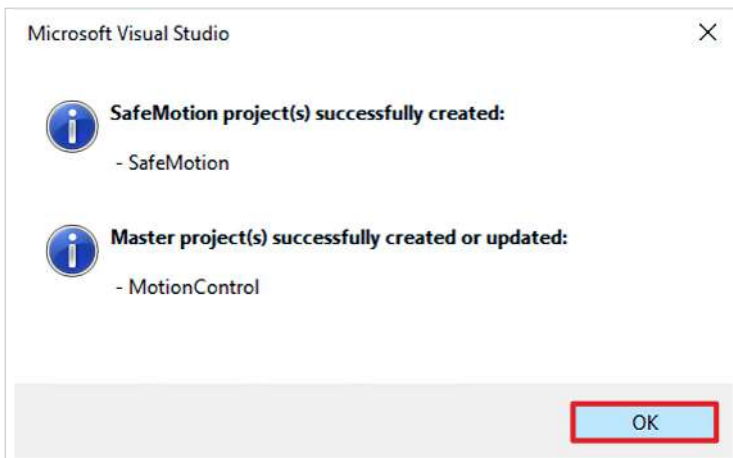 Microsoft Visual Studio
SafeMotion project(s) successfully created:
- SafeMotion
Master project(s) successfully created or updated:
- MotionControl
OK